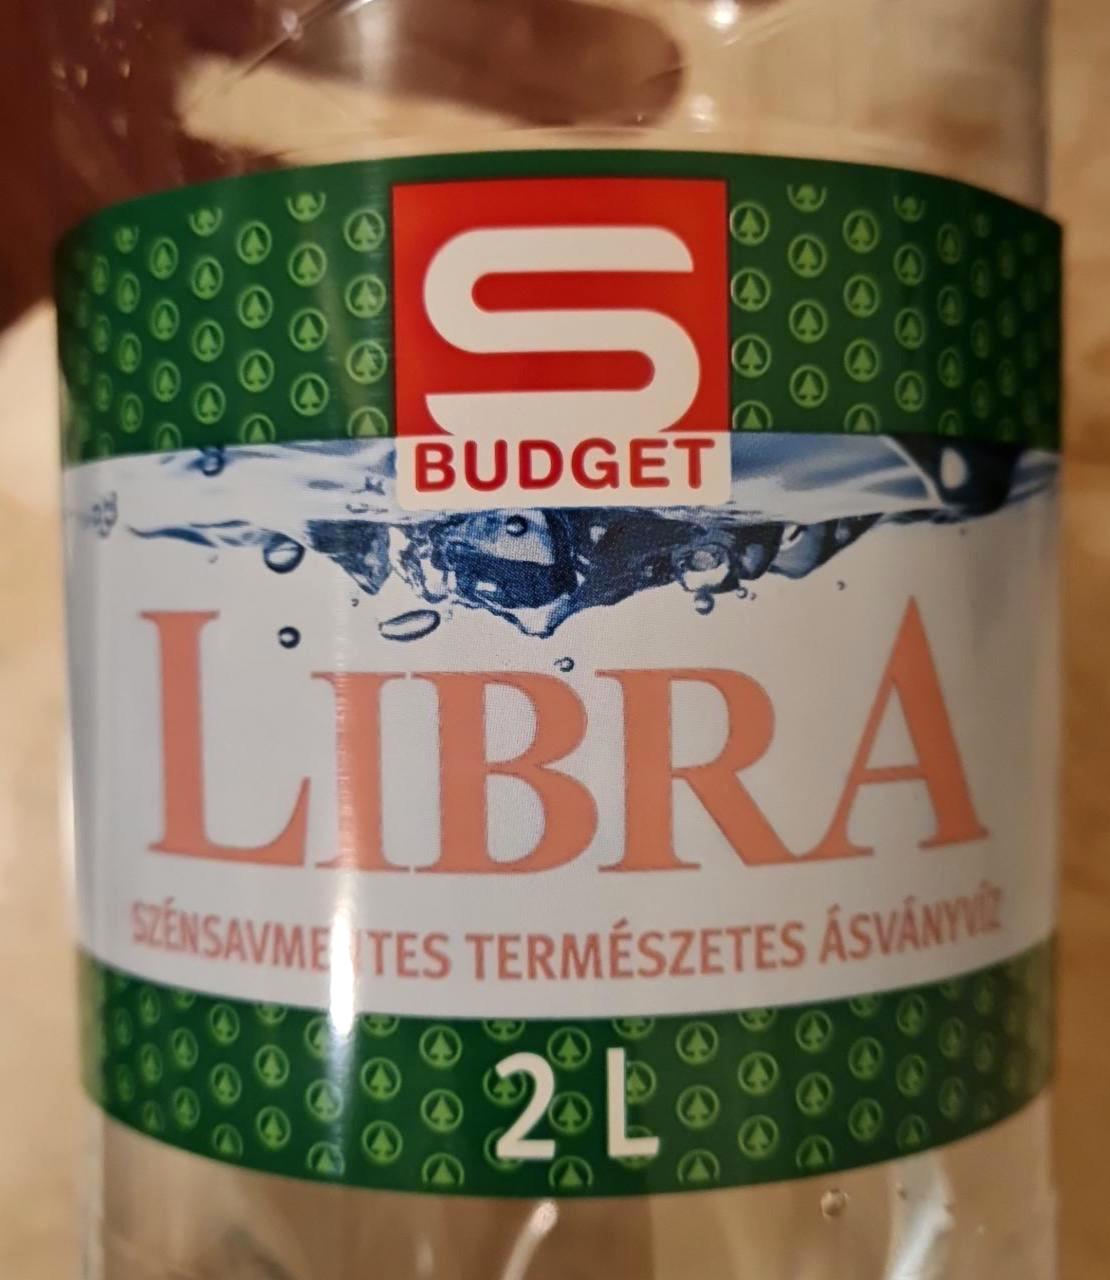 S
BUDGET
LIBRA
SZÉNSAVMENTES TERMÉSZETES ÁSVÁNYVÍZ
2 L